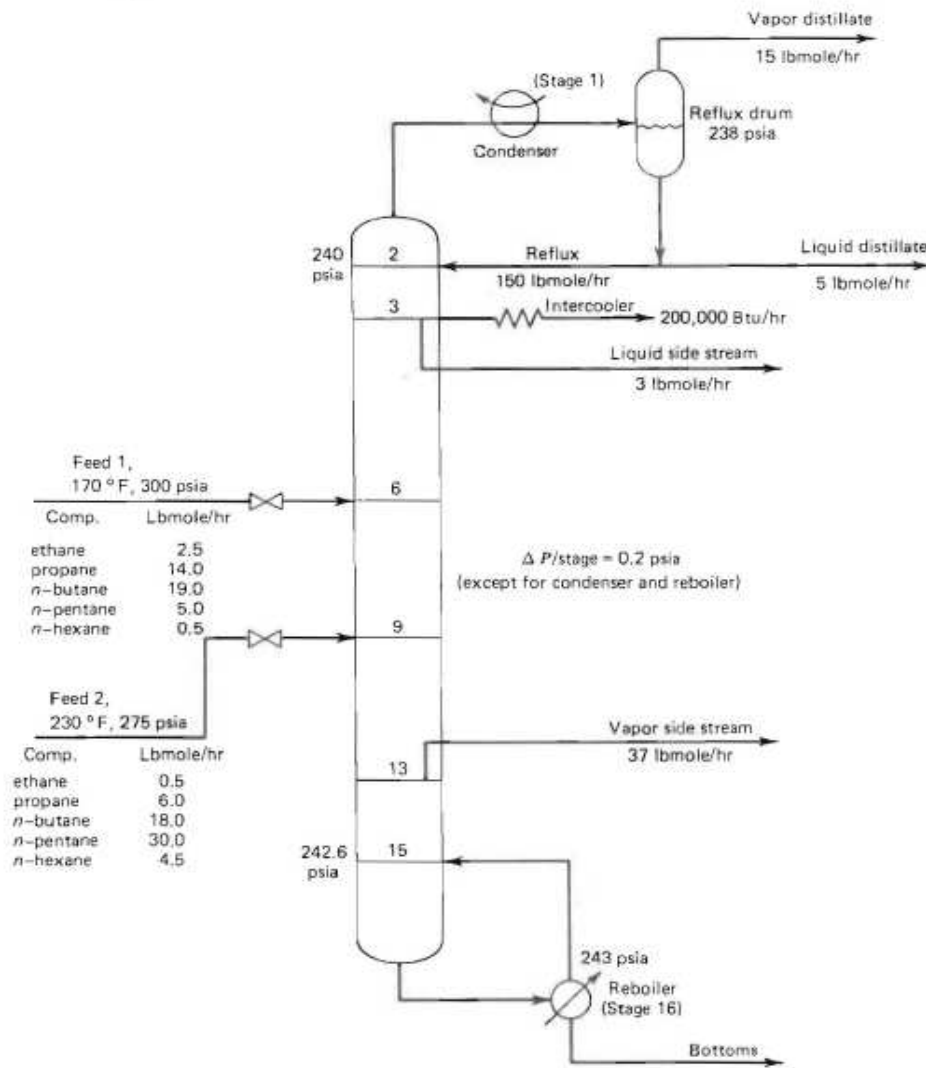 Vapor distillate
15 lbmole/hr
(Stage 1)
Reflux drum
238 psia
Condenser
240
psia
2
Reflux
150 lbmole/hr
Liquid distillate
5 lbmole/hr
3
Intercooler
200,000 Btu/hr
Liquid side stream
3 lbmole/hr
Feed 1,
170 °F, 300 psia
Comp. Lbmole/hr
ethane 2.5
propane 14.0
n-butane 19.0
n-pentane 5.0
n-hexane 0.5
6
Δ P/stage = 0.2 psia
(except for condenser and reboiler)
9
Feed 2,
230 °F, 275 psia
Comp. Lbmole/hr
ethane 0.5
propane 6.0
n-butane 18.0
n-pentane 30.0
n-hexane 4.5
Vapor side stream
37 lbmole/hr
13
242.6
psia
15
243 psia
Reboiler
(Stage 16)
Bottoms